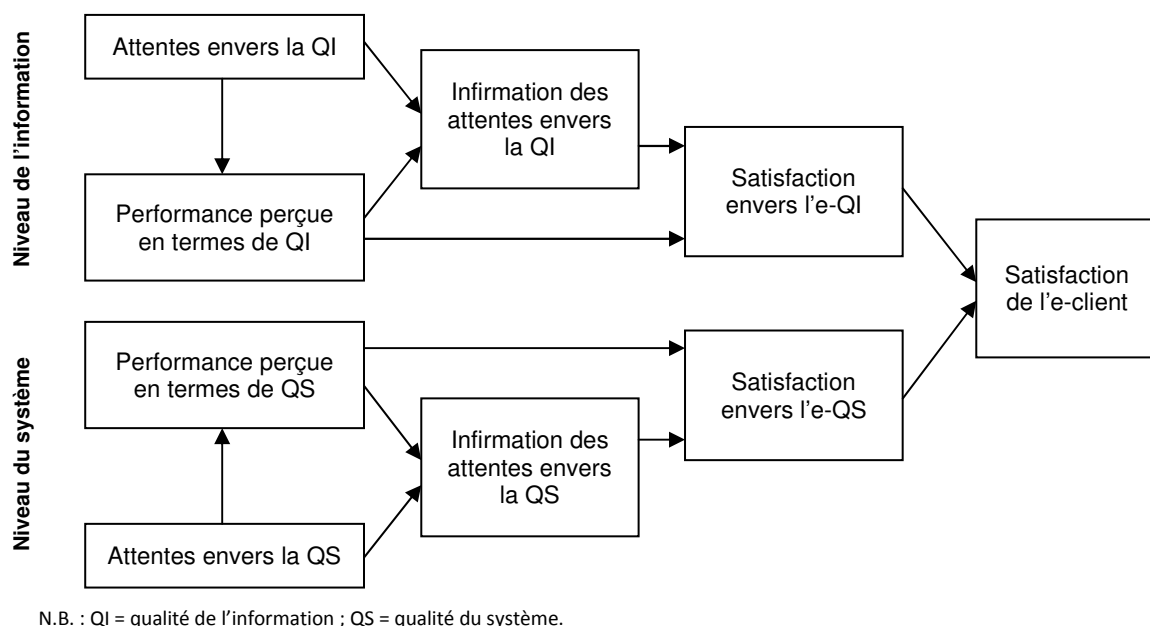 Niveau de l'information
Attentes envers la QI
Performance perçue
en termes de QI
Infirmation des
attentes envers
la QI
Satisfaction
envers l'e-QI
Satisfaction
de l'e-client
Niveau du système
Performance perçue
en termes de QS
Attentes envers la QS
Infirmation des
attentes envers
la QS
Satisfaction
envers l'e-QS
N.B. : QI = qualité de l'information ; QS = qualité du système.